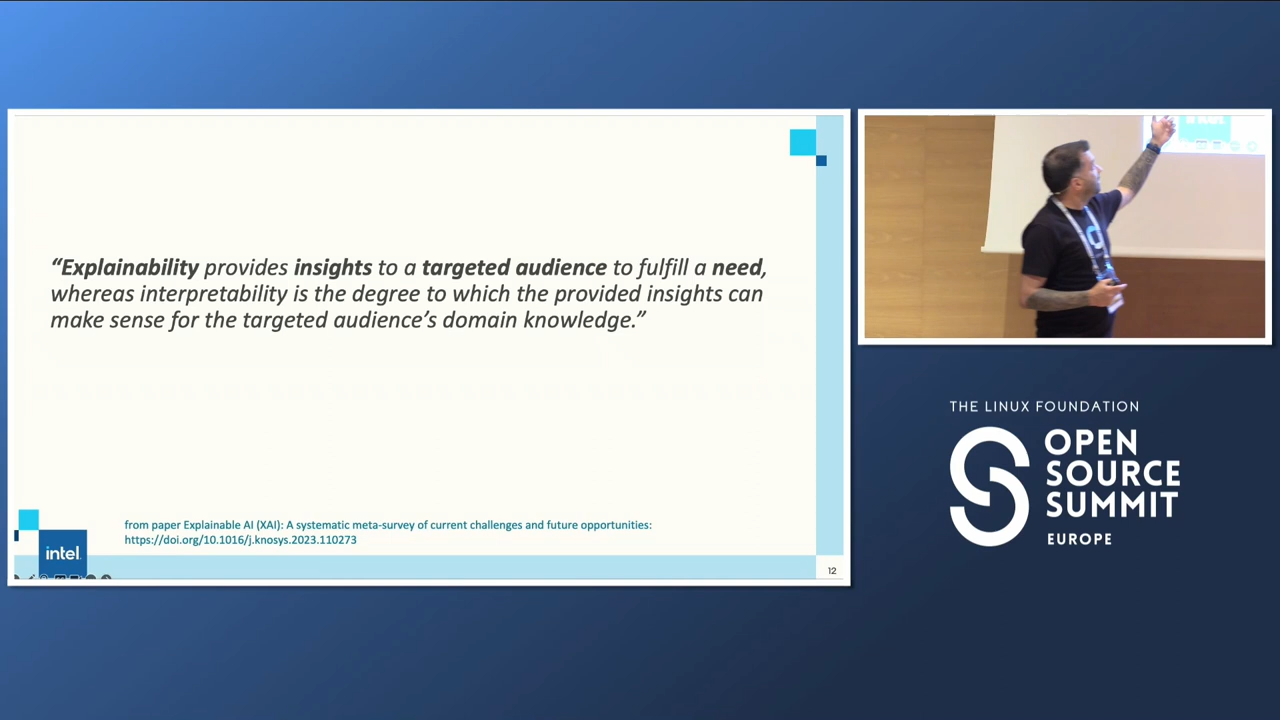 “Explainability provides insights to a targeted audience to fulfill a need,
whereas interpretability is the degree to which the provided insights can
make sense for the targeted audience’s domain knowledge.”
from paper Explainable AI (XAI): A systematic meta-survey of current challenges and future opportunities:
https://doi.org/10.1016/j.knosys.2023.110273
intel
12
THE LINUX FOUNDATION
OPEN
SOURCE
SUMMIT
EUROPE